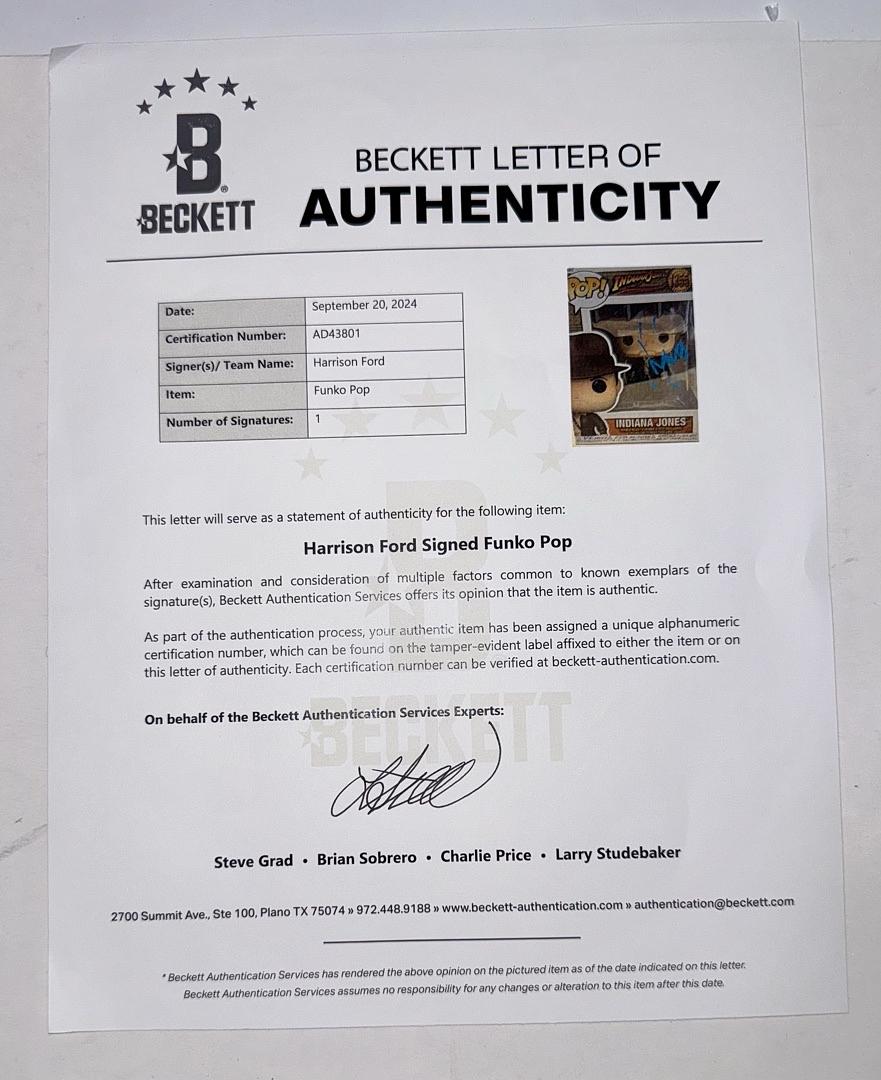 BECKETT LETTER OF
B
®
BECKETT
AUTHENTICITY
Date: September 20, 2024
Certification Number: AD43801
Signer(s)/ Team Name: Harrison Ford
Item: Funko Pop
Number of Signatures: 1
POP!
INDIANA JONES
INDIANA JONES
This letter will serve as a statement of authenticity for the following item:
Harrison Ford Signed Funko Pop
After examination and consideration of multiple factors common to known exemplars of the
signature(s), Beckett Authentication Services offers its opinion that the item is authentic.
As part of the authentication process, your authentic item has been assigned a unique alphanumeric
certification number, which can be found on the tamper-evident label affixed to either the item or on
this letter of authenticity. Each certification number can be verified at beckett-authentication.com.
BECKETT
On behalf of the Beckett Authentication Services Experts:
Steve Grad • Brian Sobrero • Charlie Price • Larry Studebaker
2700 Summit Ave., Ste 100, Plano TX 75074 » 972.448.9188 » www.beckett-authentication.com » authentication@beckett.com
* Beckett Authentication Services has rendered the above opinion on the pictured item as of the date indicated on this letter.
Beckett Authentication Services assumes no responsibility for any changes or alteration to this item after this date.